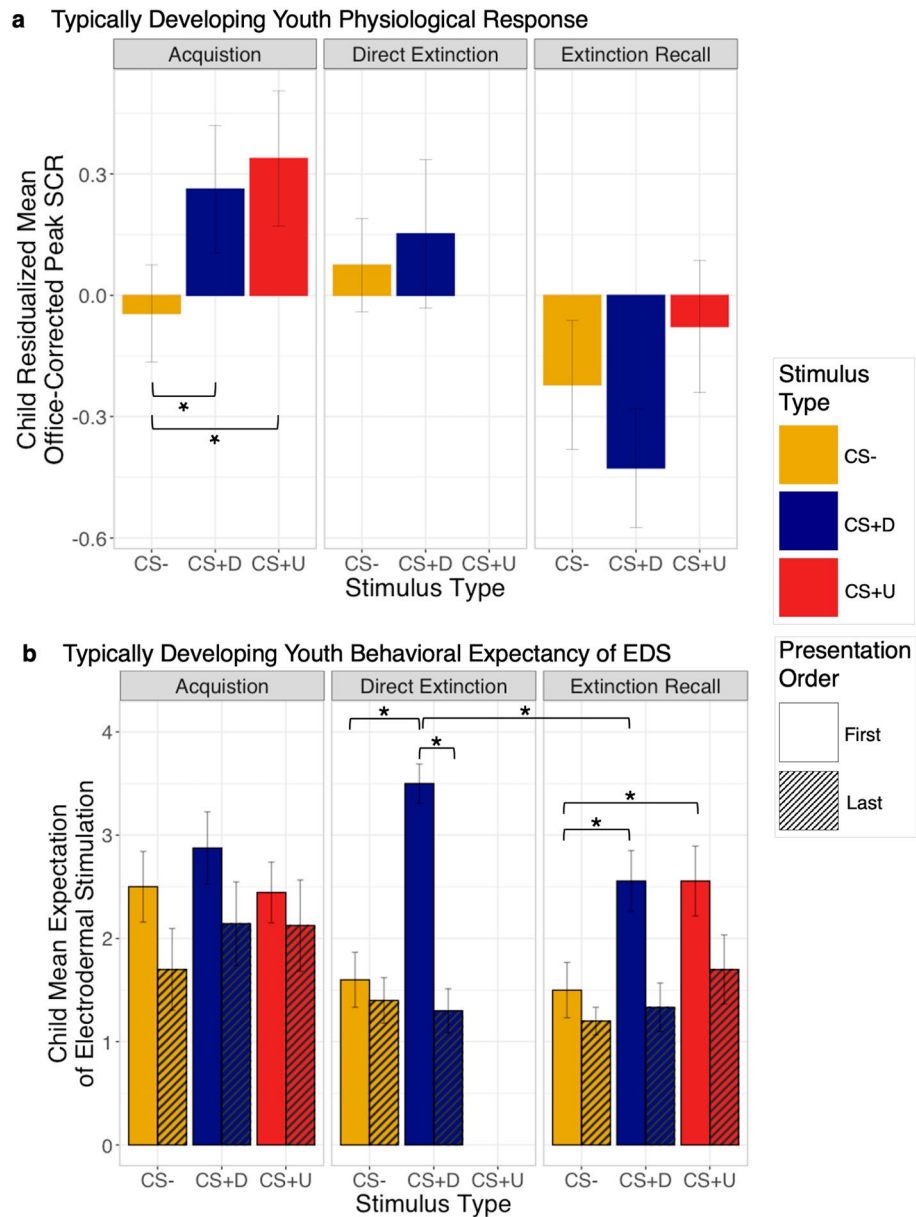 a Typically Developing Youth Physiological Response
Acquistion Direct Extinction Extinction Recall
Child Residualized Mean
Office-Corrected Peak SCR
0.3
0.0
-0.3
-0.6
*
*
CS- CS+D CS+U CS- CS+D CS+U CS- CS+D CS+U
Stimulus Type
Stimulus
Type
CS-
CS+D
CS+U
b Typically Developing Youth Behavioral Expectancy of EDS
Acquistion Direct Extinction Extinction Recall
Child Mean Expectation
of Electrodermal Stimulation
4
3
2
1
0
* *
*
*
*
CS- CS+D CS+U CS- CS+D CS+U CS- CS+D CS+U
Stimulus Type
Presentation
Order
First
Last